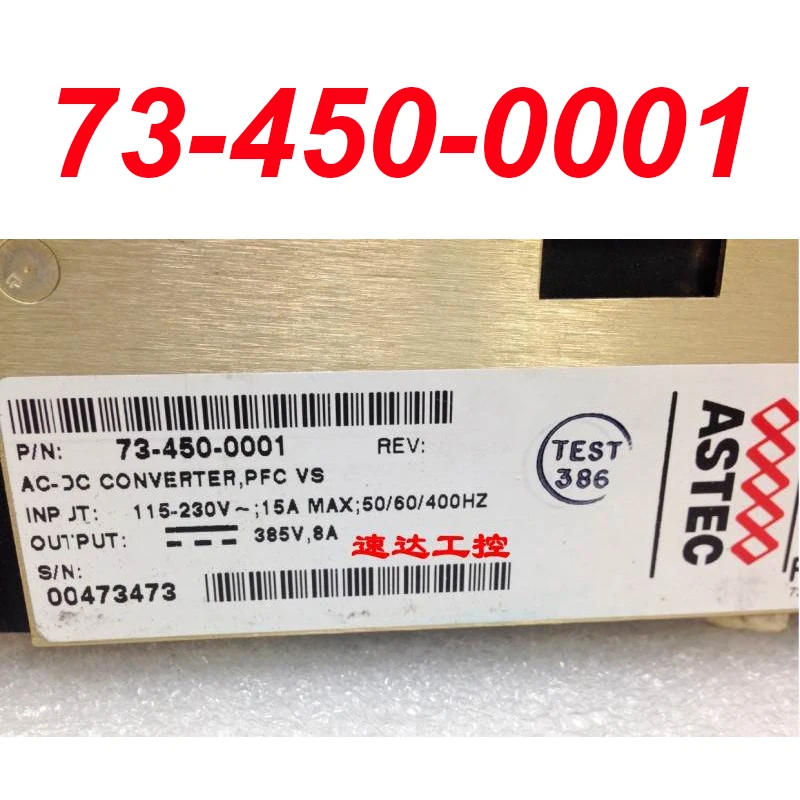 73-450-0001
P/N: 73-450-0001 REV:
AC-DC CONVERTER,PFC VS
INPUT: 115-230V~;15A MAX;50/60/400HZ
OUTPUT: 385V,8A
速达工控
S/N:
00473473
TEST
386
ASTEC